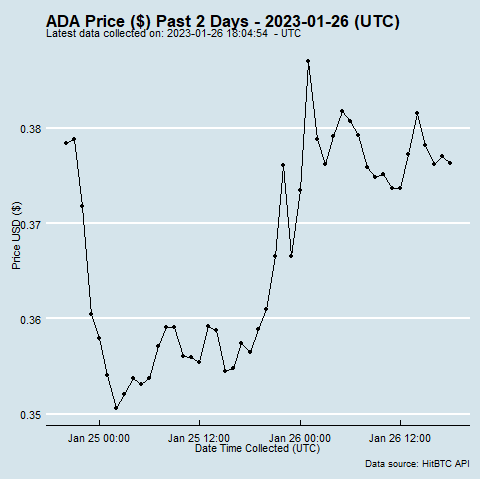 ADA Price ($) Past 2 Days - 2023-01-26 (UTC)
Latest data collected on: 2023-01-26 18:04:54 - UTC
0.38
0.37
0.36
0.35
Price USD ($)
Jan 25 00:00 Jan 25 12:00 Jan 26 00:00 Jan 26 12:00
Date Time Collected (UTC)
Data source: HitBTC API